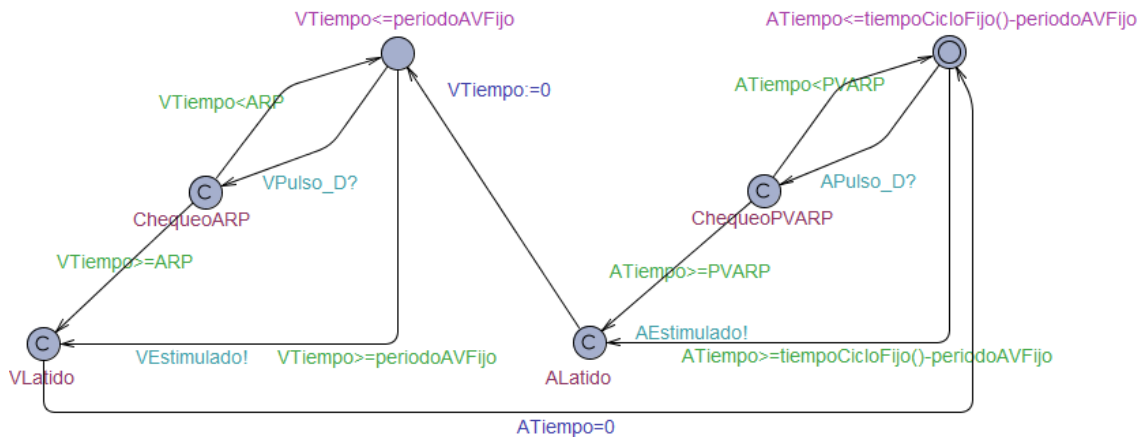 VTiempo<=periodoAVFijo
ATiempo<=tiempoCicloFijo()-periodoAVFijo
VTiempo<ARP
VTiempo:=0
ATiempo<PVARP
VPulso_D?
APulso_D?
C
C
ChequeoARP
ChequeoPVARP
VTiempo>=ARP
ATiempo>=PVARP
C
C
VEstimulado!
VTiempo>=periodoAVFijo
AEstimulado!
ATiempo>=tiempoCicloFijo()-periodoAVFijo
VLatido
ALatido
ATiempo=0